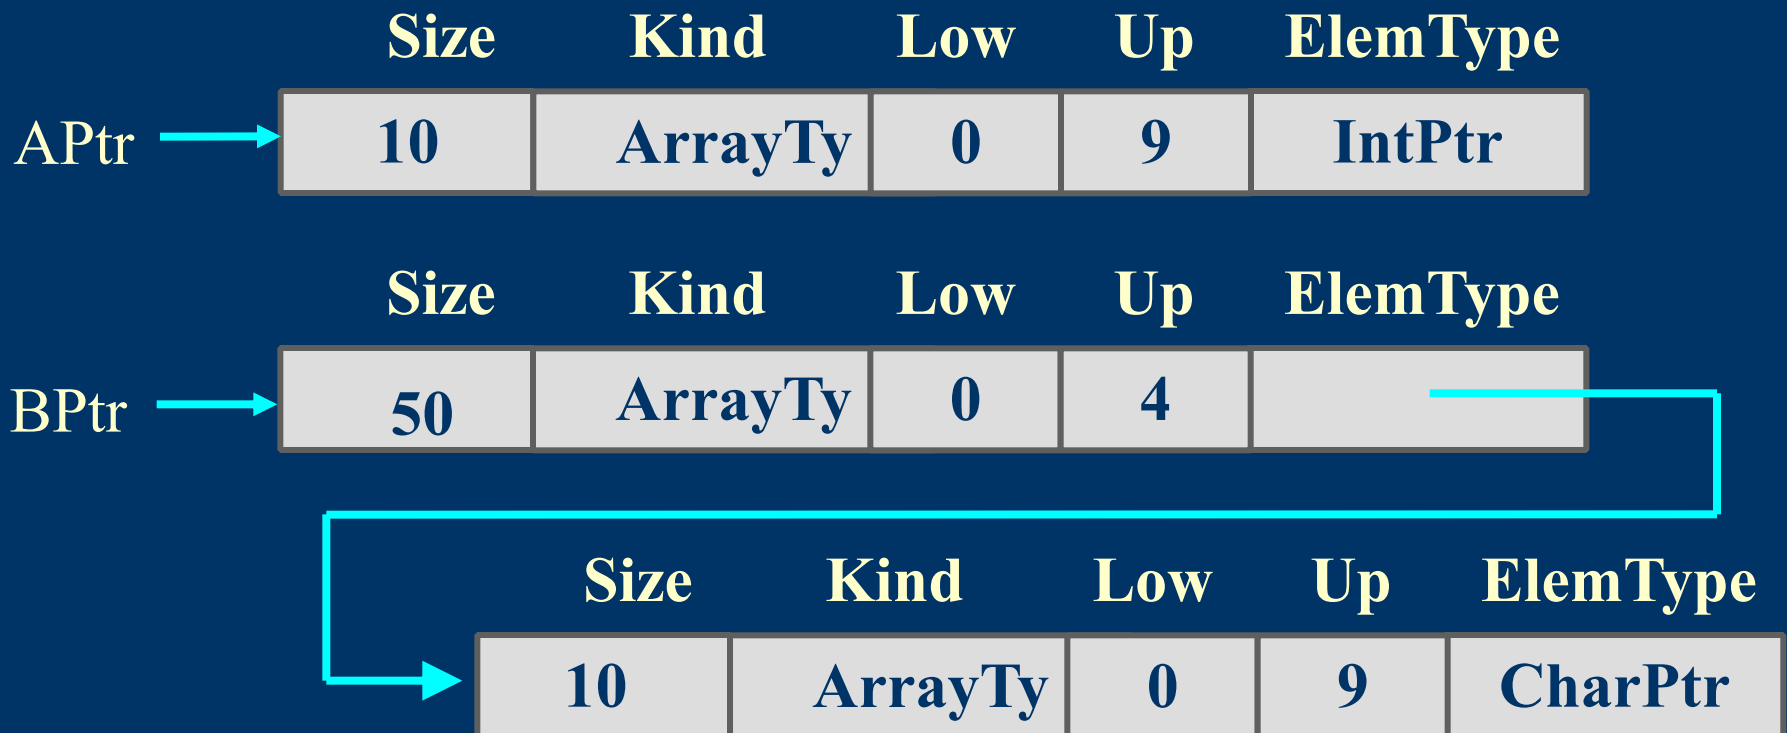 Size Kind Low Up ElemType
APtr 10 ArrayTy 0 9 IntPtr
Size Kind Low Up ElemType
BPtr 50 ArrayTy 0 4
Size Kind Low Up ElemType
10 ArrayTy 0 9 CharPtr